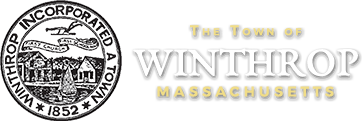 WINTHROP INCORPORATED A TOWN
1852
THE TOWN OF
WINTHROP
MASSACHUSETTS